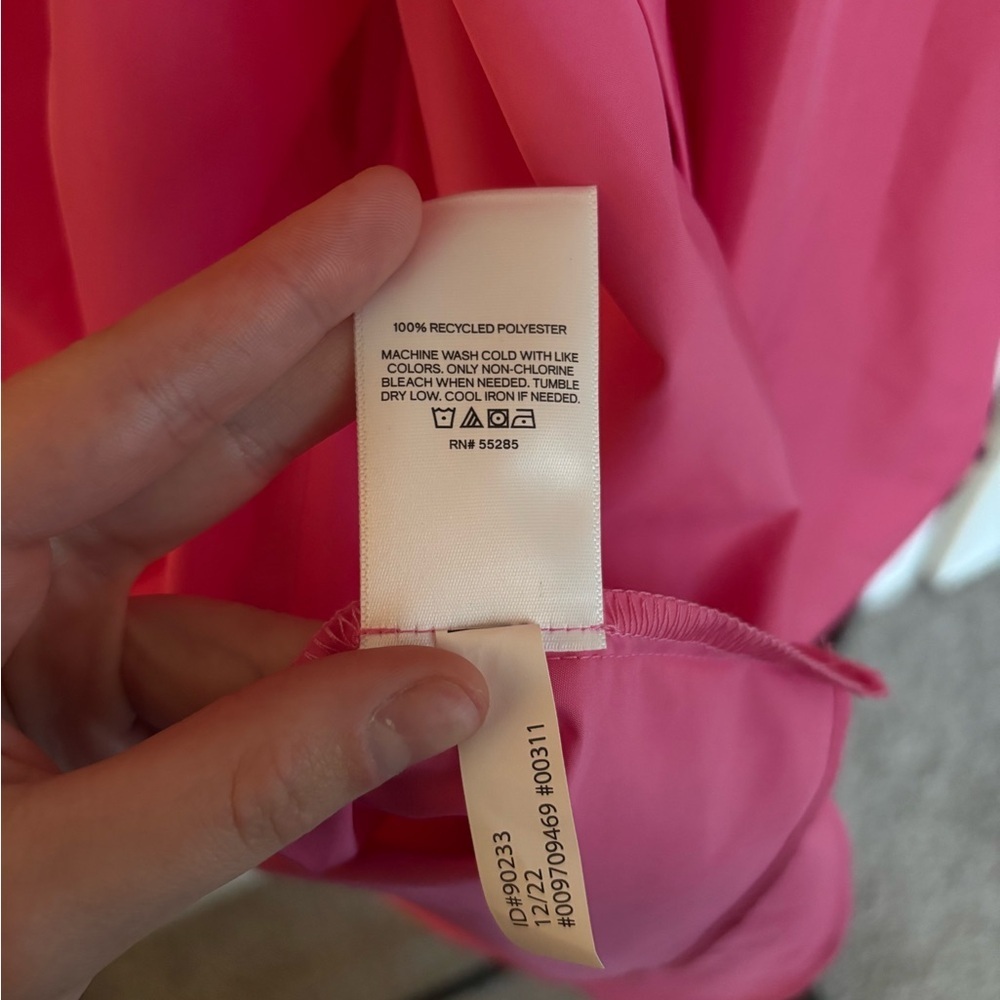 100% RECYCLED POLYESTER
MACHINE WASH COLD WITH LIKE
COLORS. ONLY NON-CHLORINE
BLEACH WHEN NEEDED. TUMBLE
DRY LOW. COOL IRON IF NEEDED.
RN# 55285
ID#90233
12/22
#009709469 #00311